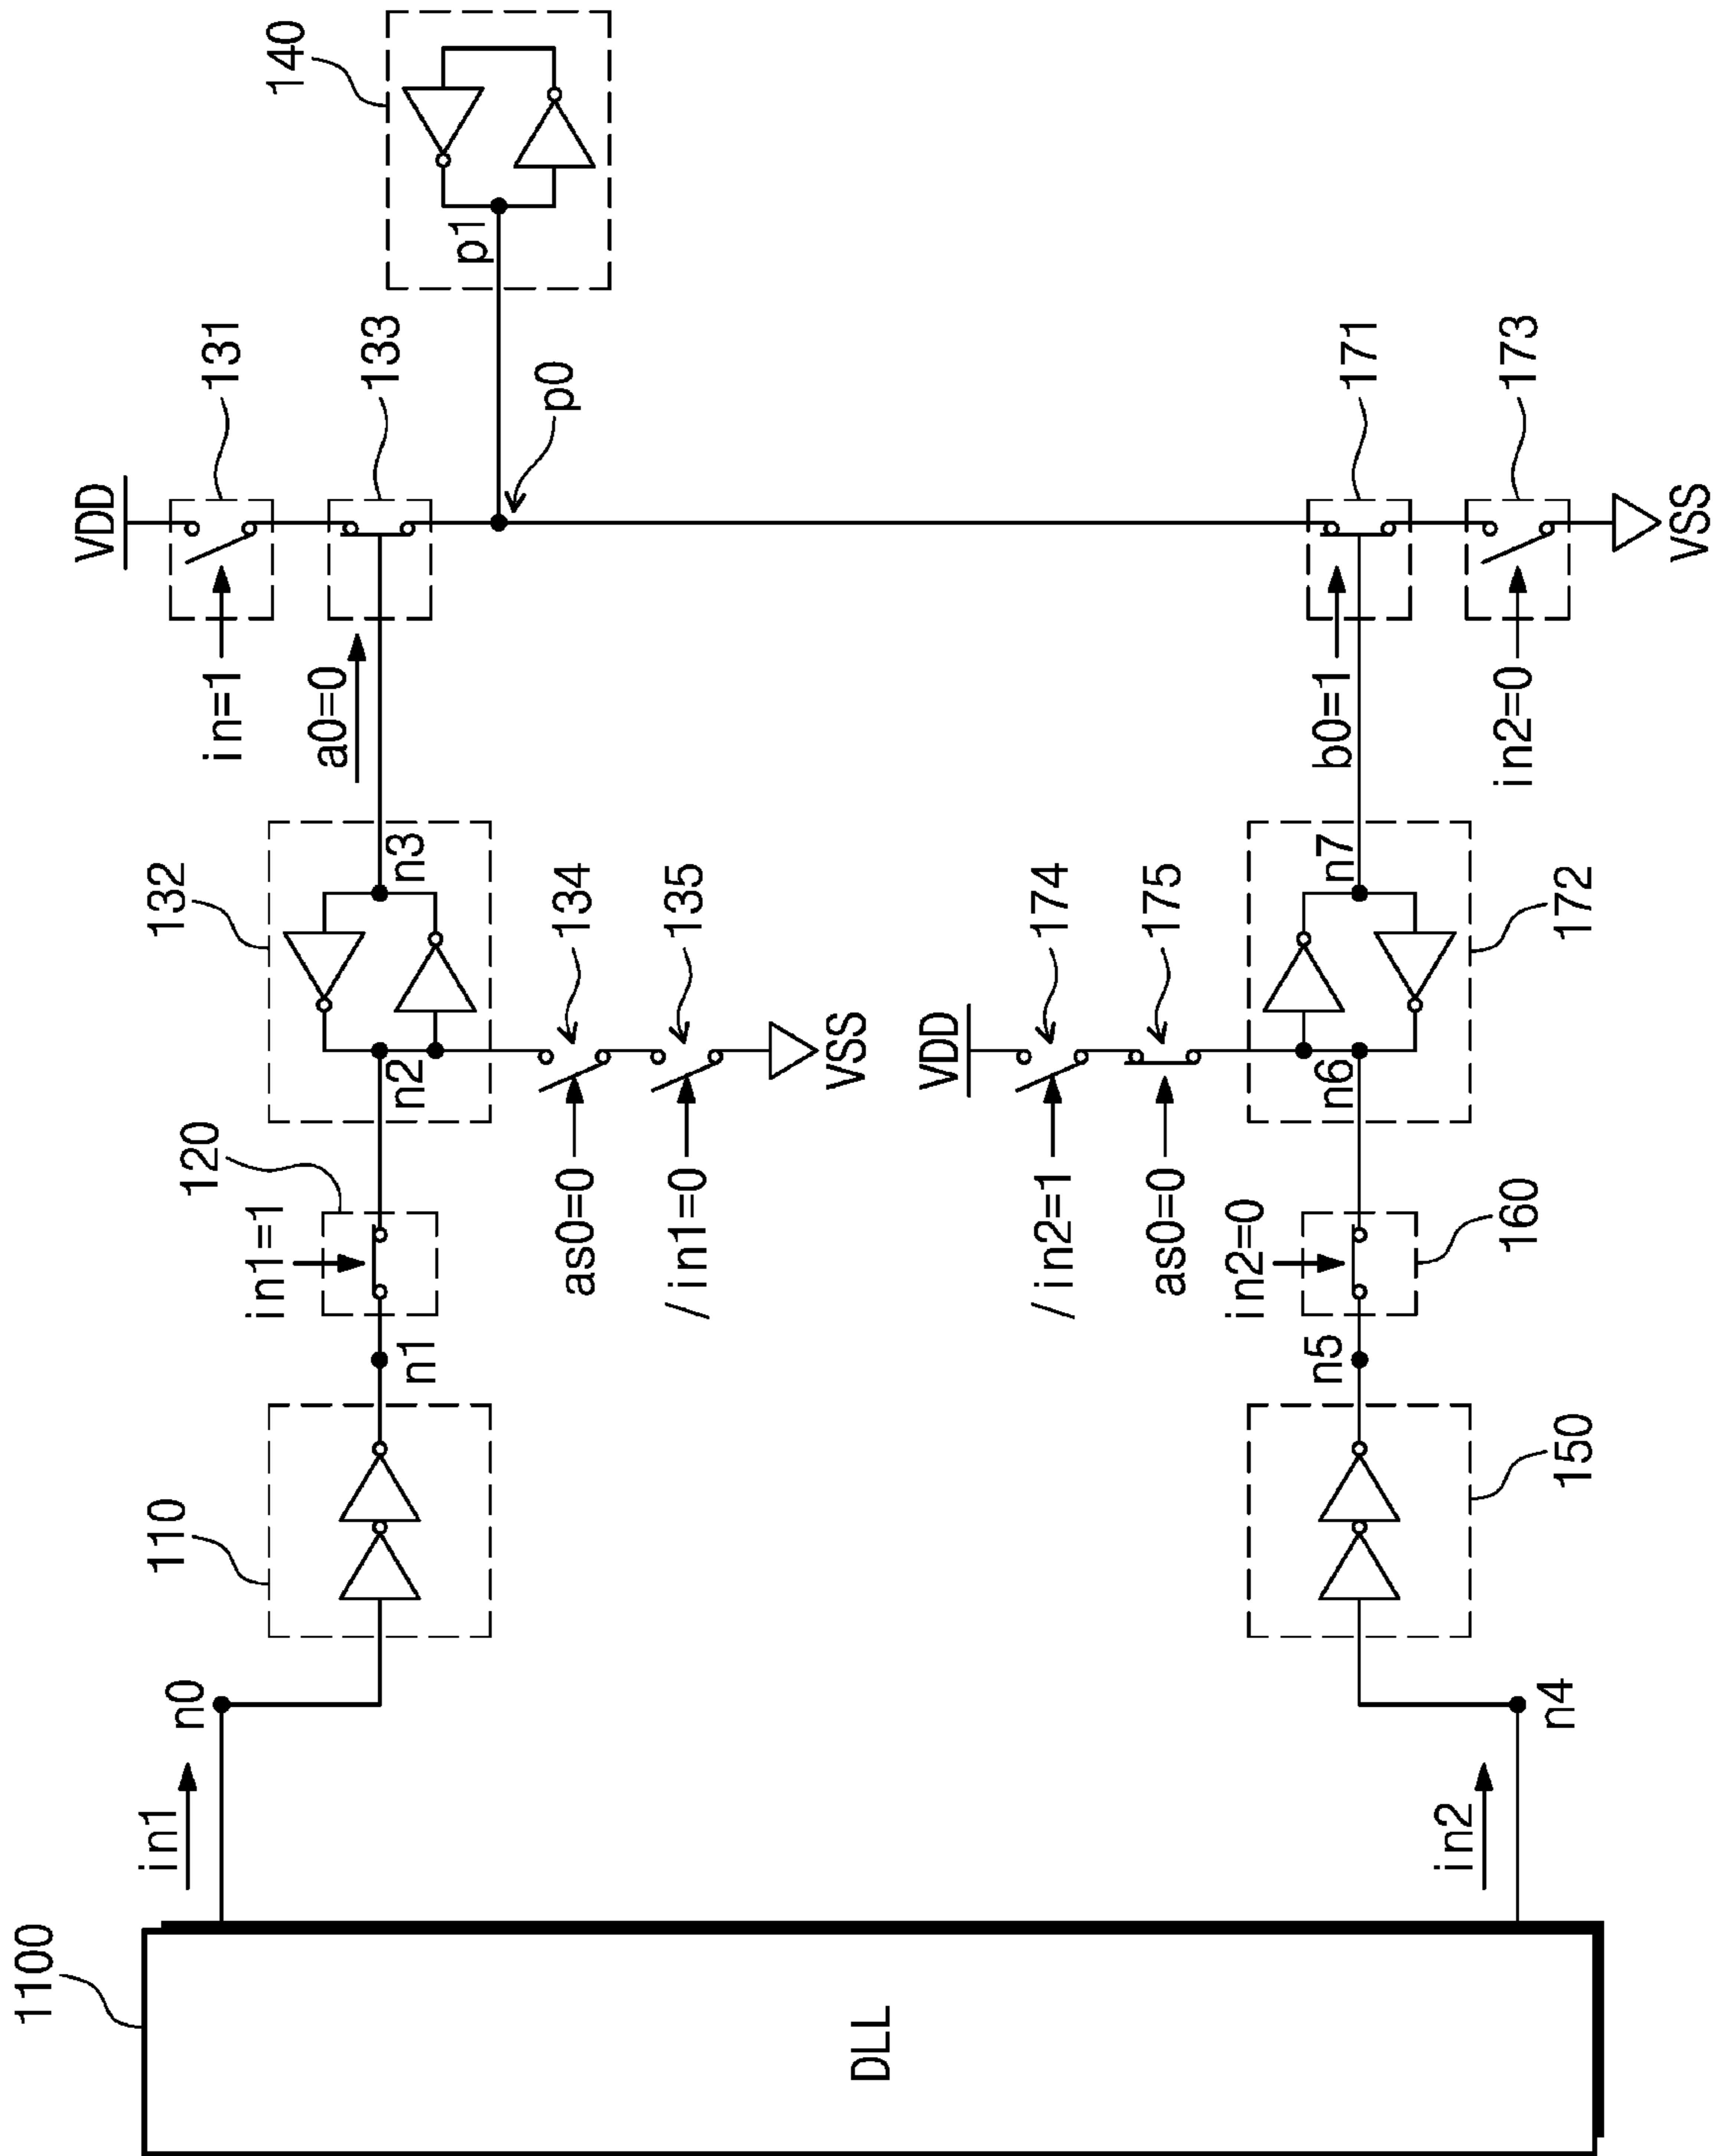 1100
DLL
in1
n0
110
n1
in1=1
120
n2
132
n3
as0=0
134
/in1=0
135
VSS
a0=0
in=1
VDD
131
133
p0
p1
140
in2
n4
150
n5
in2=0
160
n6
172
n7
VDD
/in2=1
174
as0=0
175
b0=1
in2=0
171
173
VSS